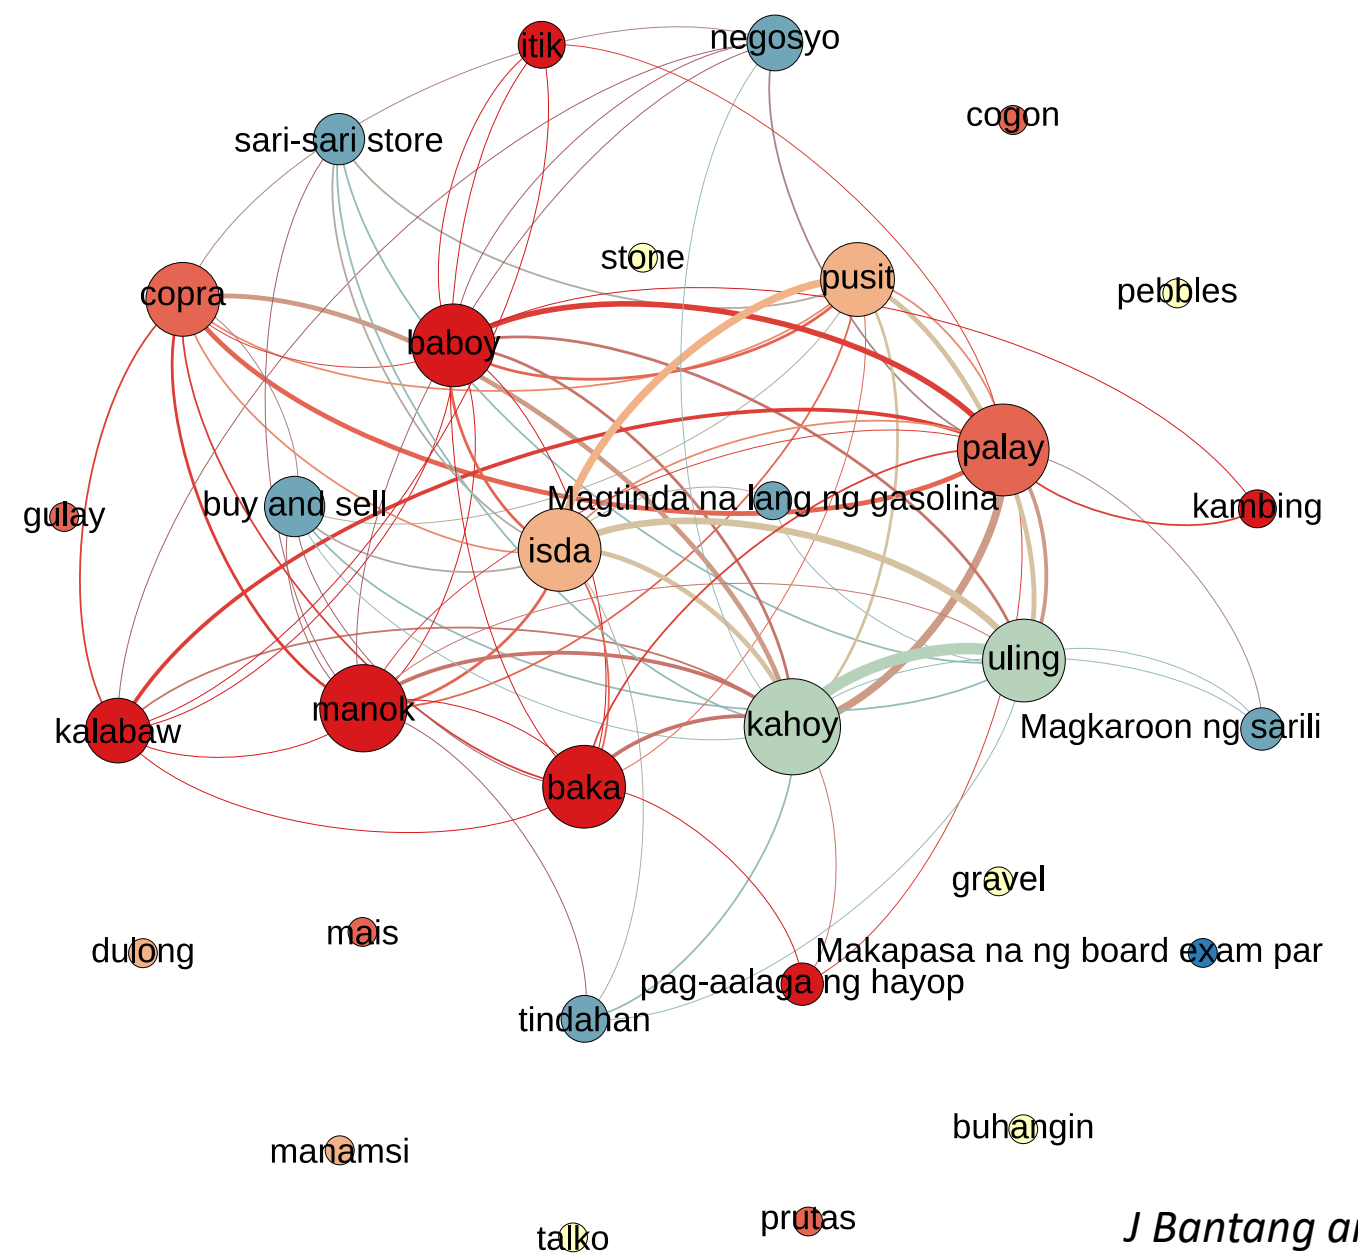 itik
negosyo
cogon
sari-sari store
stone
pusit
pebbles
copra
baboy
palay
gulay
buy and sell
Magtinda na lang ng gasolina
kambing
isda
uling
kalabaw
manok
kahoy
Magkaroon ng sarili
baka
gravel
dulong
mais
Makapasa na ng board exam par
pag-aalaga ng hayop
tindahan
buhangin
manamsi
prutas
talko
J Bantang